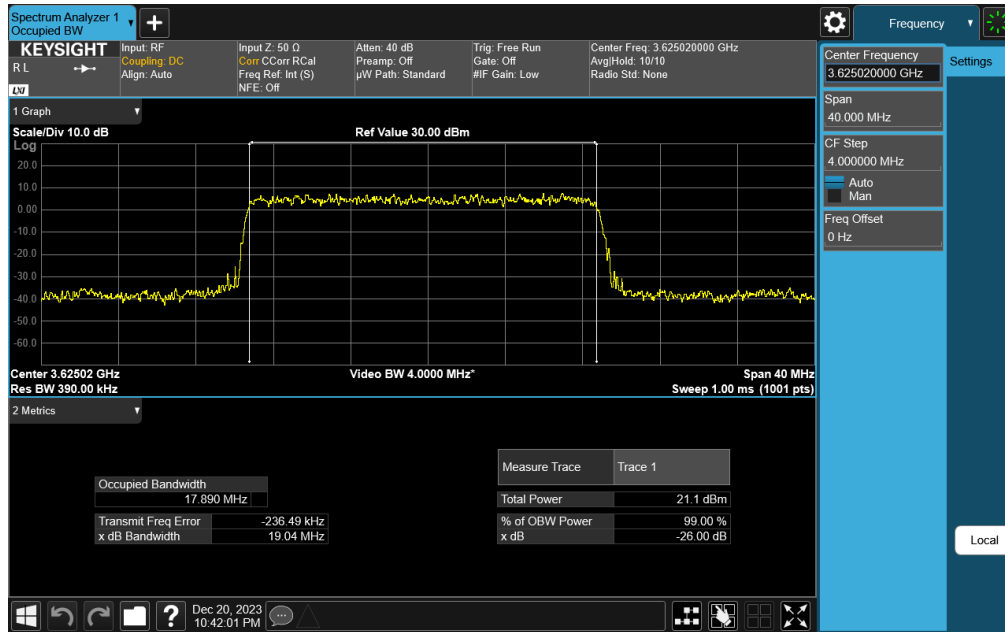 Spectrum Analyzer 1
Occupied BW
Frequency
KEYSIGHT
R L
LXI
Input: RF
Coupling: DC
Align: Auto
Input Z: 50 Ω
Corr CCorr RCal
Freq Ref: Int (S)
NFE: Off
Atten: 40 dB
Preamp: Off
µW Path: Standard
Trig: Free Run
Gate: Off
#IF Gain: Low
Center Freq: 3.625020000 GHz
Avg|Hold: 10/10
Radio Std: None
Center Frequency
3.625020000 GHz
Settings
Span
40.000 MHz
CF Step
4.000000 MHz
Auto
Man
Freq Offset
0 Hz
Local
1 Graph
Scale/Div 10.0 dB
Ref Value 30.00 dBm
Log
20.0
10.0
0.00
-10.0
-20.0
-30.0
-40.0
-50.0
-60.0
Center 3.62502 GHz
Video BW 4.0000 MHz*
Span 40 MHz
Res BW 390.00 kHz
Sweep 1.00 ms (1001 pts)
2 Metrics
Measure Trace Trace 1
Occupied Bandwidth
17.890 MHz
Total Power 21.1 dBm
Transmit Freq Error -236.49 kHz
% of OBW Power 99.00 %
x dB Bandwidth 19.04 MHz
x dB -26.00 dB
?
Dec 20, 2023
10:42:01 PM